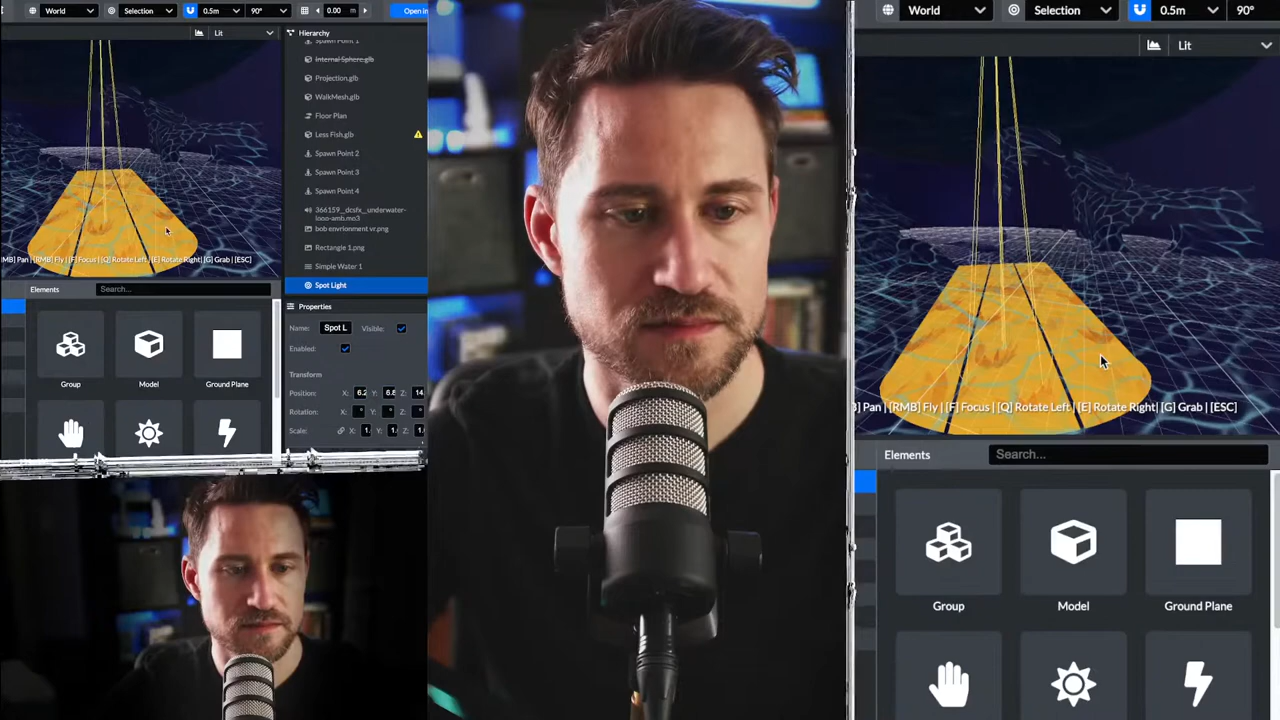 World
Selection
0.5m
90°
0.00
m
Open in
Lit
Hierarchy
Spawn Point 1
Internal Sphere.glb
Projection.glb
WalkMesh.glb
Floor Plan
Less Fish.glb
Spawn Point 2
Spawn Point 3
Spawn Point 4
366159__dcsfx__underwater-
loop-amb.mp3
bob envrionment vr.png
Rectangle 1.png
Simple Water 1
Spot Light
MB] Pan | [RMB] Fly | [F] Focus | [Q] Rotate Left | [E] Rotate Right| [G] Grab | [ESC]
Elements
Search...
Group
Model
Ground Plane
Properties
Name:
Spot L
Visible:
Enabled:
Transform
Position:
X:
Y:
Z:
14
Rotation:
X:
Y:
Z:
Scale:
X:
Y:
Z:
World
Selection
0.5m
90°
Lit
] Pan | [RMB] Fly | [F] Focus | [Q] Rotate Left | [E] Rotate Right| [G] Grab | [ESC]
Elements
Search...
Group
Model
Ground Plane